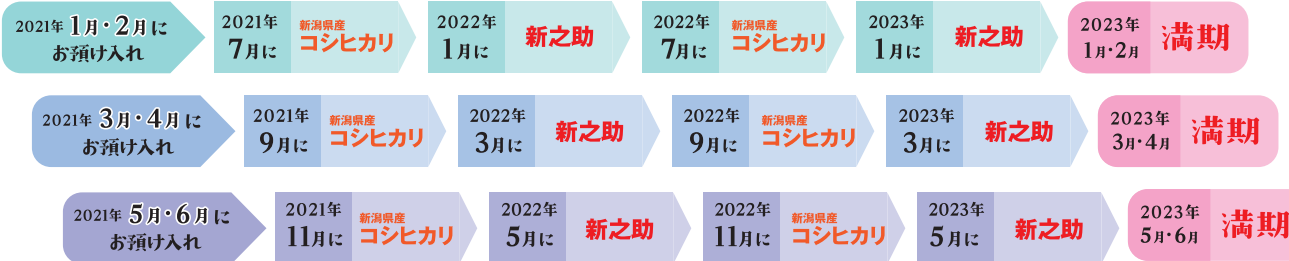 2021年 1月・2月に
お預け入れ
2021年
7月に
新潟県産
コシヒカリ
2022年
1月に
新之助
2022年
7月に
新潟県産
コシヒカリ
2023年
1月に
新之助
2023年
1月・2月
満期
2021年 3月・4月に
お預け入れ
2021年
9月に
新潟県産
コシヒカリ
2022年
3月に
新之助
2022年
9月に
新潟県産
コシヒカリ
2023年
3月に
新之助
2023年
3月・4月
満期
2021年 5月・6月に
お預け入れ
2021年
11月に
新潟県産
コシヒカリ
2022年
5月に
新之助
2022年
11月に
新潟県産
コシヒカリ
2023年
5月に
新之助
2023年
5月・6月
満期